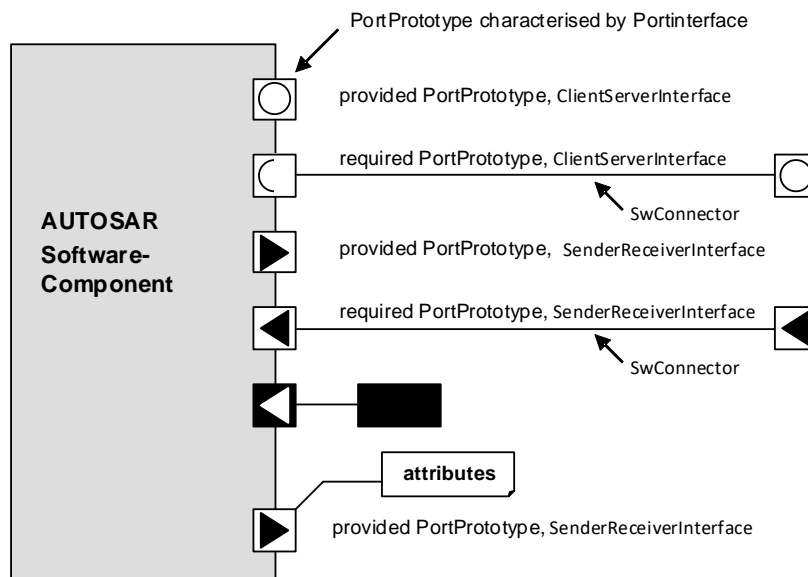 PortPrototype characterised by Portinterface
provided PortPrototype, ClientServerInterface
required PortPrototype, ClientServerInterface
SwConnector
AUTOSAR
Software-
Component
provided PortPrototype, SenderReceiverInterface
required PortPrototype, SenderReceiverInterface
SwConnector
attributes
provided PortPrototype, SenderReceiverInterface